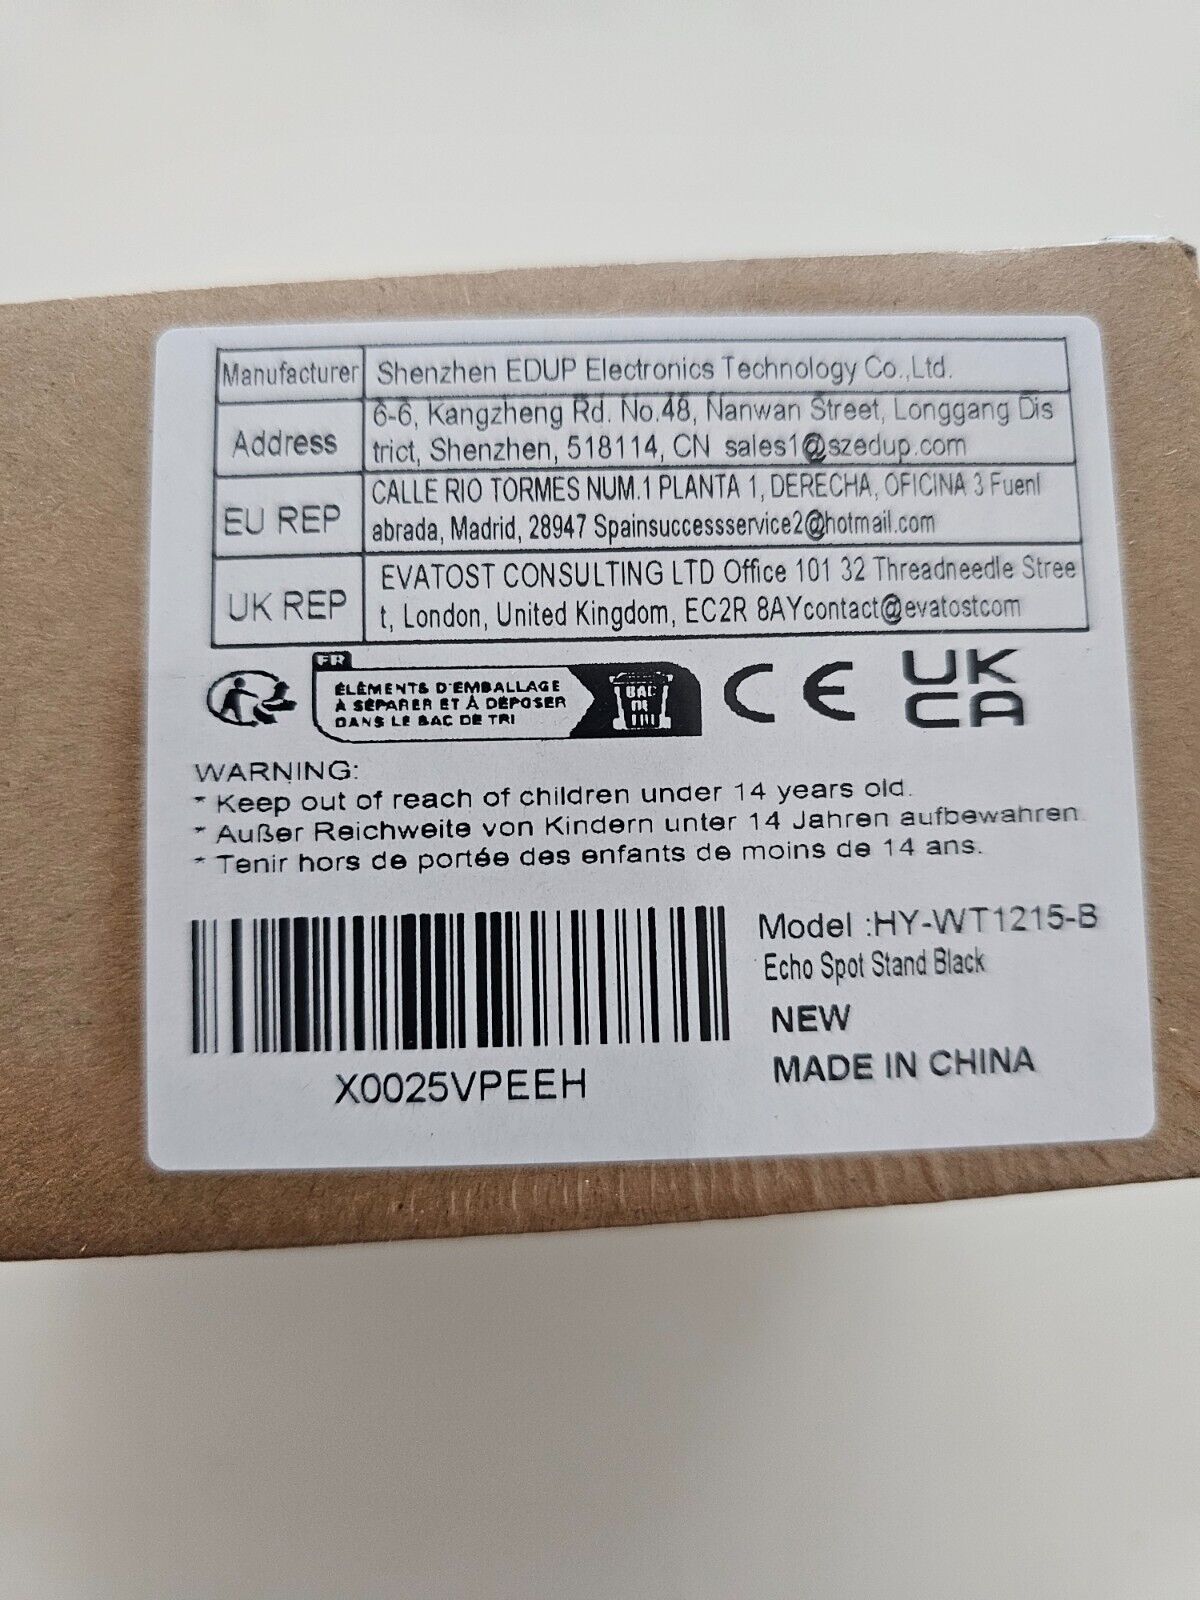 Manufacturer Shenzhen EDUP Electronics Technology Co.,Ltd.
Address 6-6, Kangzheng Rd. No.48, Nanwan Street, Longgang Dis
trict, Shenzhen, 518114, CN sales1@szedup.com
EU REP CALLE RIO TORMES NUM.1 PLANTA 1, DERECHA, OFICINA 3 Fuenl
abrada, Madrid, 28947 Spainsuccessservice2@hotmail.com
UK REP EVATOST CONSULTING LTD Office 101 32 Threadneedle Stree
t, London, United Kingdom, EC2R 8AYcontact@evatostcom
FR
ÉLÉMENTS D'EMBALLAGE
À SÉPARER ET À DÉPOSER
DANS LE BAC DE TRI
BAC
DE
TRI
CE
UK
CA
WARNING:
* Keep out of reach of children under 14 years old.
* Außer Reichweite von Kindern unter 14 Jahren aufbewahren.
* Tenir hors de portée des enfants de moins de 14 ans.
Model :HY-WT1215-B
Echo Spot Stand Black
NEW
MADE IN CHINA
X0025VPEEH